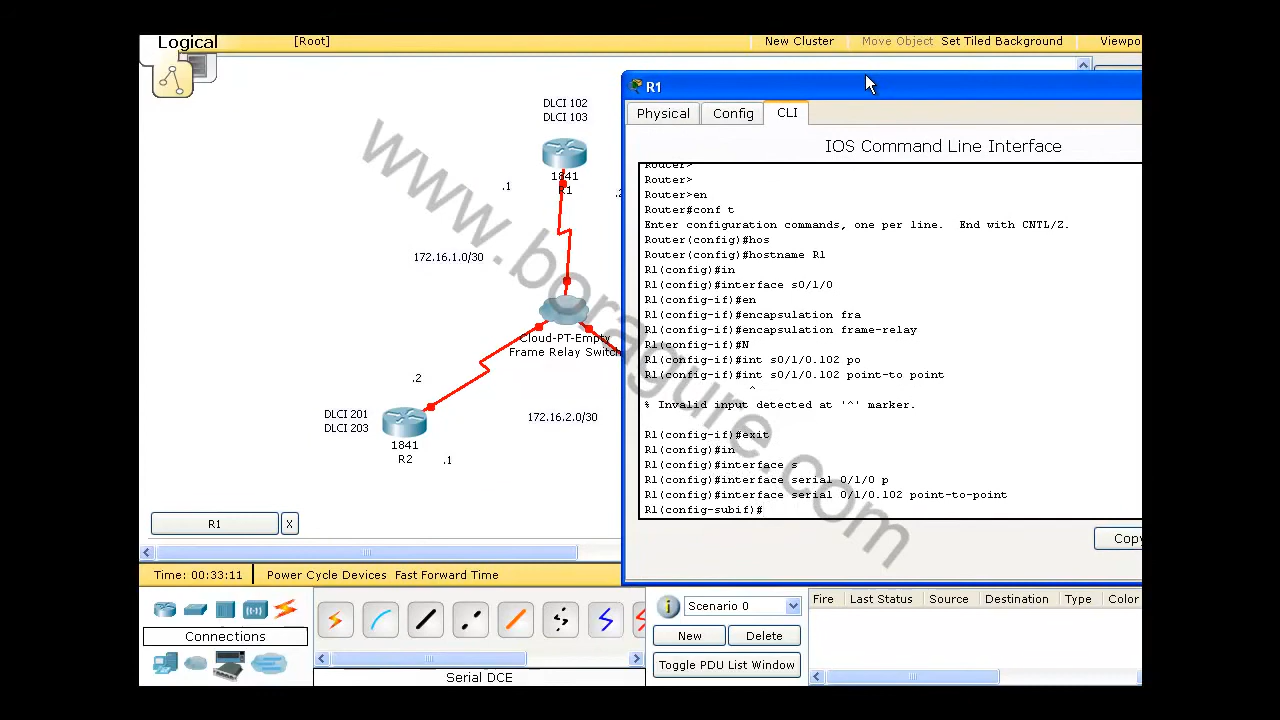 Logical
[Root]
New Cluster
Move Object
Set Tiled Background
Viewpo
R1
Physical
Config
CLI
IOS Command Line Interface
Router>
Router>
Router>en
Router#conf t
Enter configuration commands, one per line.  End with CNTL/Z.
Router(config)#hos
Router(config)#hostname R1
R1(config)#in
R1(config)#interface s0/1/0
R1(config-if)#en
R1(config-if)#encapsulation fra
R1(config-if)#encapsulation frame-relay
R1(config-if)#N
R1(config-if)#int s0/1/0.102 po
R1(config-if)#int s0/1/0.102 point-to point
^
% Invalid input detected at '^' marker.
R1(config-if)#exit
R1(config)#in
R1(config)#interface s
R1(config)#interface serial 0/1/0 p
R1(config)#interface serial 0/1/0.102 point-to-point
R1(config-subif)#
Copy
DLCI 102
DLCI 103
1841
R1
.1
172.16.1.0/30
Cloud-PT-Empty
Frame Relay Switch
.2
172.16.2.0/30
DLCI 201
DLCI 203
1841
R2
.1
www.boragure.com
R1
X
Time: 00:33:11
Power Cycle Devices
Fast Forward Time
Connections
Serial DCE
Scenario 0
New
Delete
Toggle PDU List Window
Fire
Last Status
Source
Destination
Type
Color